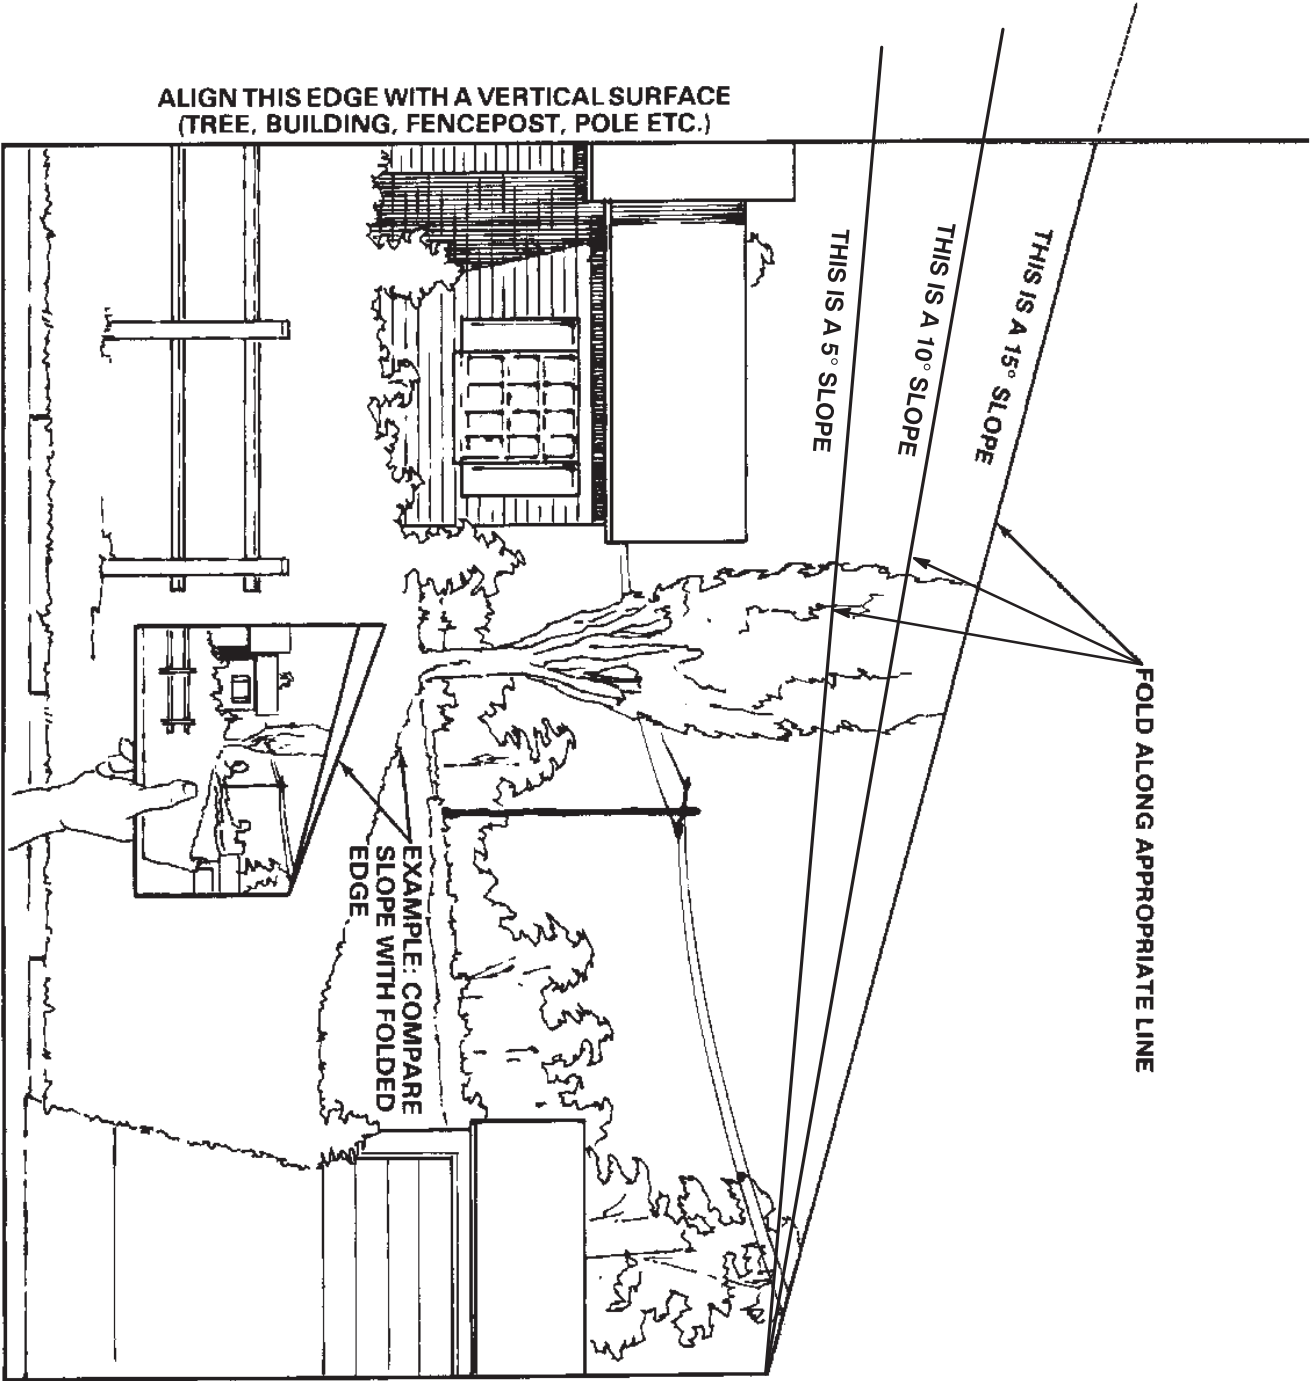 ALIGN THIS EDGE WITH A VERTICAL SURFACE
(TREE, BUILDING, FENCEPOST, POLE ETC.)
THIS IS A 5° SLOPE
THIS IS A 10° SLOPE
THIS IS A 15° SLOPE
FOLD ALONG APPROPRIATE LINE
EXAMPLE: COMPARE
SLOPE WITH FOLDED
EDGE